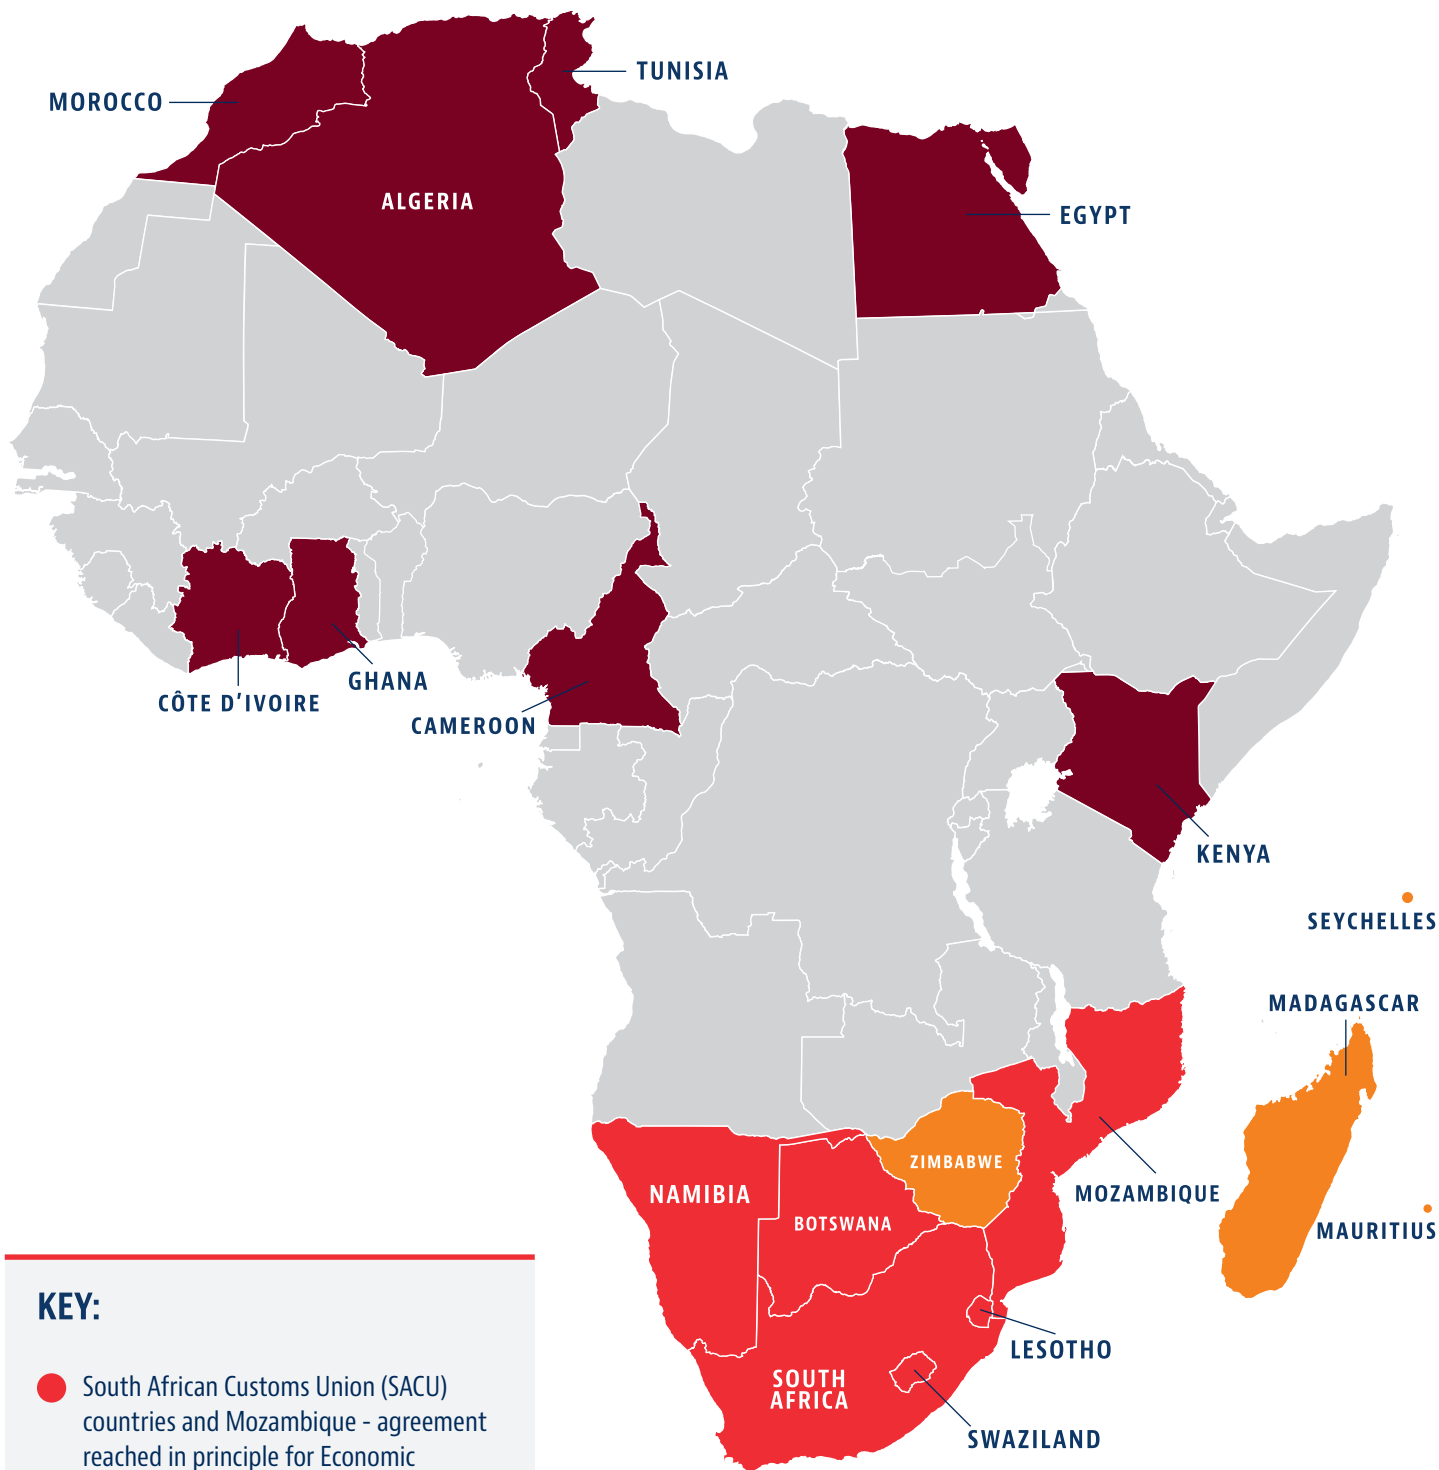 TUNISIA
MOROCCO
ALGERIA
EGYPT
GHANA
CÔTE D'IVOIRE
CAMEROON
KENYA
SEYCHELLES
MADAGASCAR
ZIMBABWE
NAMIBIA
MOZAMBIQUE
BOTSWANA
MAURITIUS
LESOTHO
SOUTH
AFRICA
SWAZILAND
KEY:
South African Customs Union (SACU)
countries and Mozambique - agreement
reached in principle for Economic